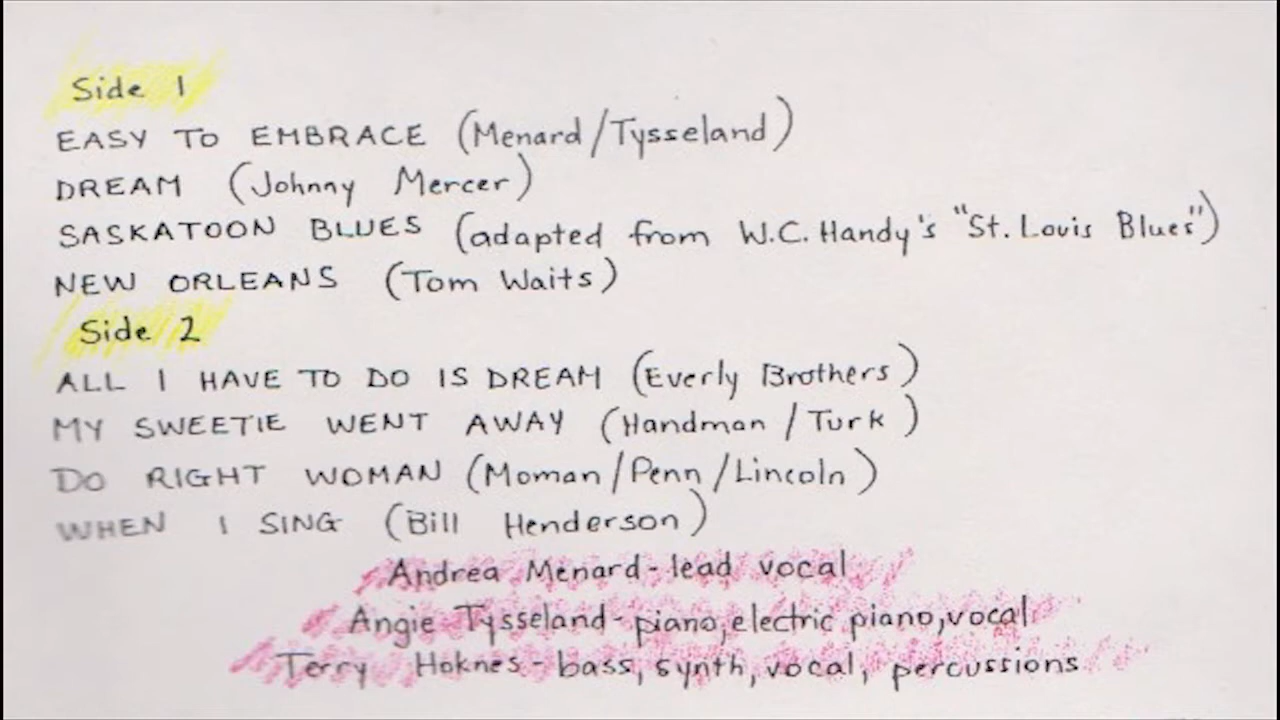 Side 1
EASY TO EMBRACE (Menard/Tysseland)
DREAM (Johnny Mercer)
SASKATOON BLUES (adapted from W.C. Handy's "St. Louis Blues")
NEW ORLEANS (Tom Waits)
Side 2
ALL I HAVE TO DO IS DREAM (Everly Brothers)
MY SWEETIE WENT AWAY (Handman/Turk)
DO RIGHT WOMAN (Moman/Penn/Lincoln)
WHEN I SING (Bill Henderson)
Andrea Menard - lead vocal
Angie Tysseland - piano, electric piano, vocal
Terry Hoknes - bass, synth, vocal, percussions